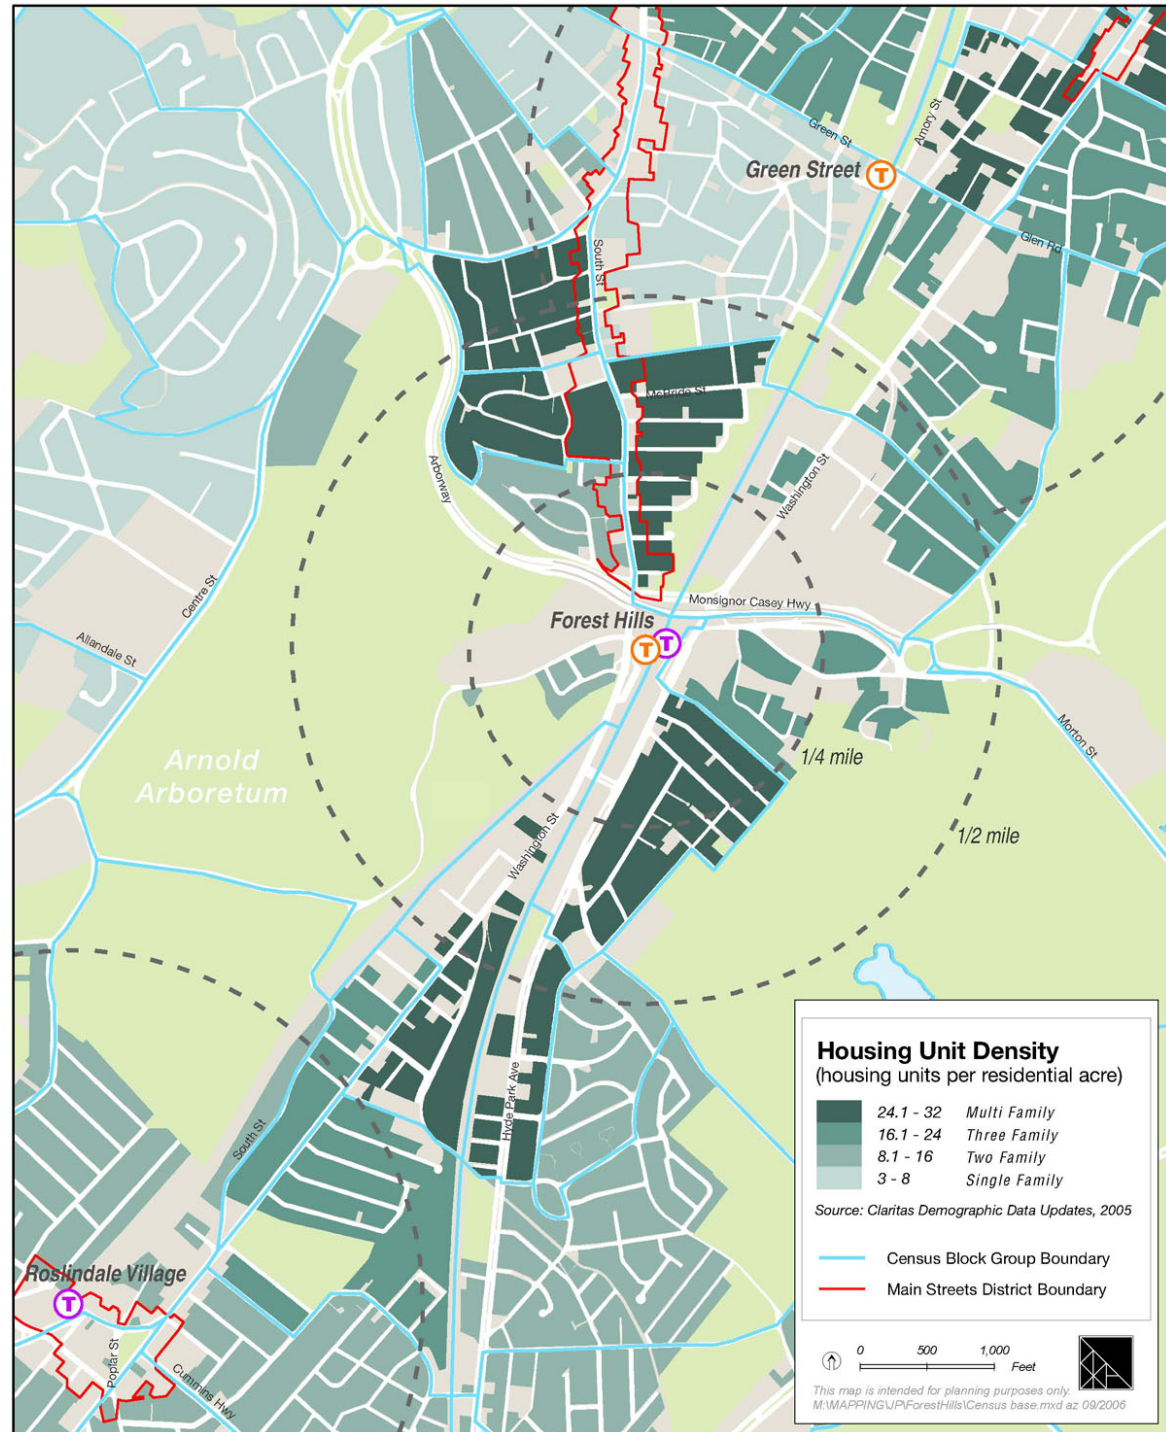 Green St
Amory St
Green Street
T
Glen Rd
South St
McBride St
Arborway
Washington St
Centre St
Monsignor Casey Hwy
Forest Hills
T
T
Allandale St
Morton St
Arnold
Arboretum
1/4 mile
1/2 mile
Washington St
Hyde Park Ave
South St
Roslindale Village
T
Poplar St
Cummins Hwy
Housing Unit Density
(housing units per residential acre)
24.1 - 32 Multi Family
16.1 - 24 Three Family
8.1 - 16 Two Family
3 - 8 Single Family
Source: Claritas Demographic Data Updates, 2005
Census Block Group Boundary
Main Streets District Boundary
0 500 1,000
Feet
This map is intended for planning purposes only.
M:\MAPPING\JP\ForestHills\Census base.mxd az 09/2006